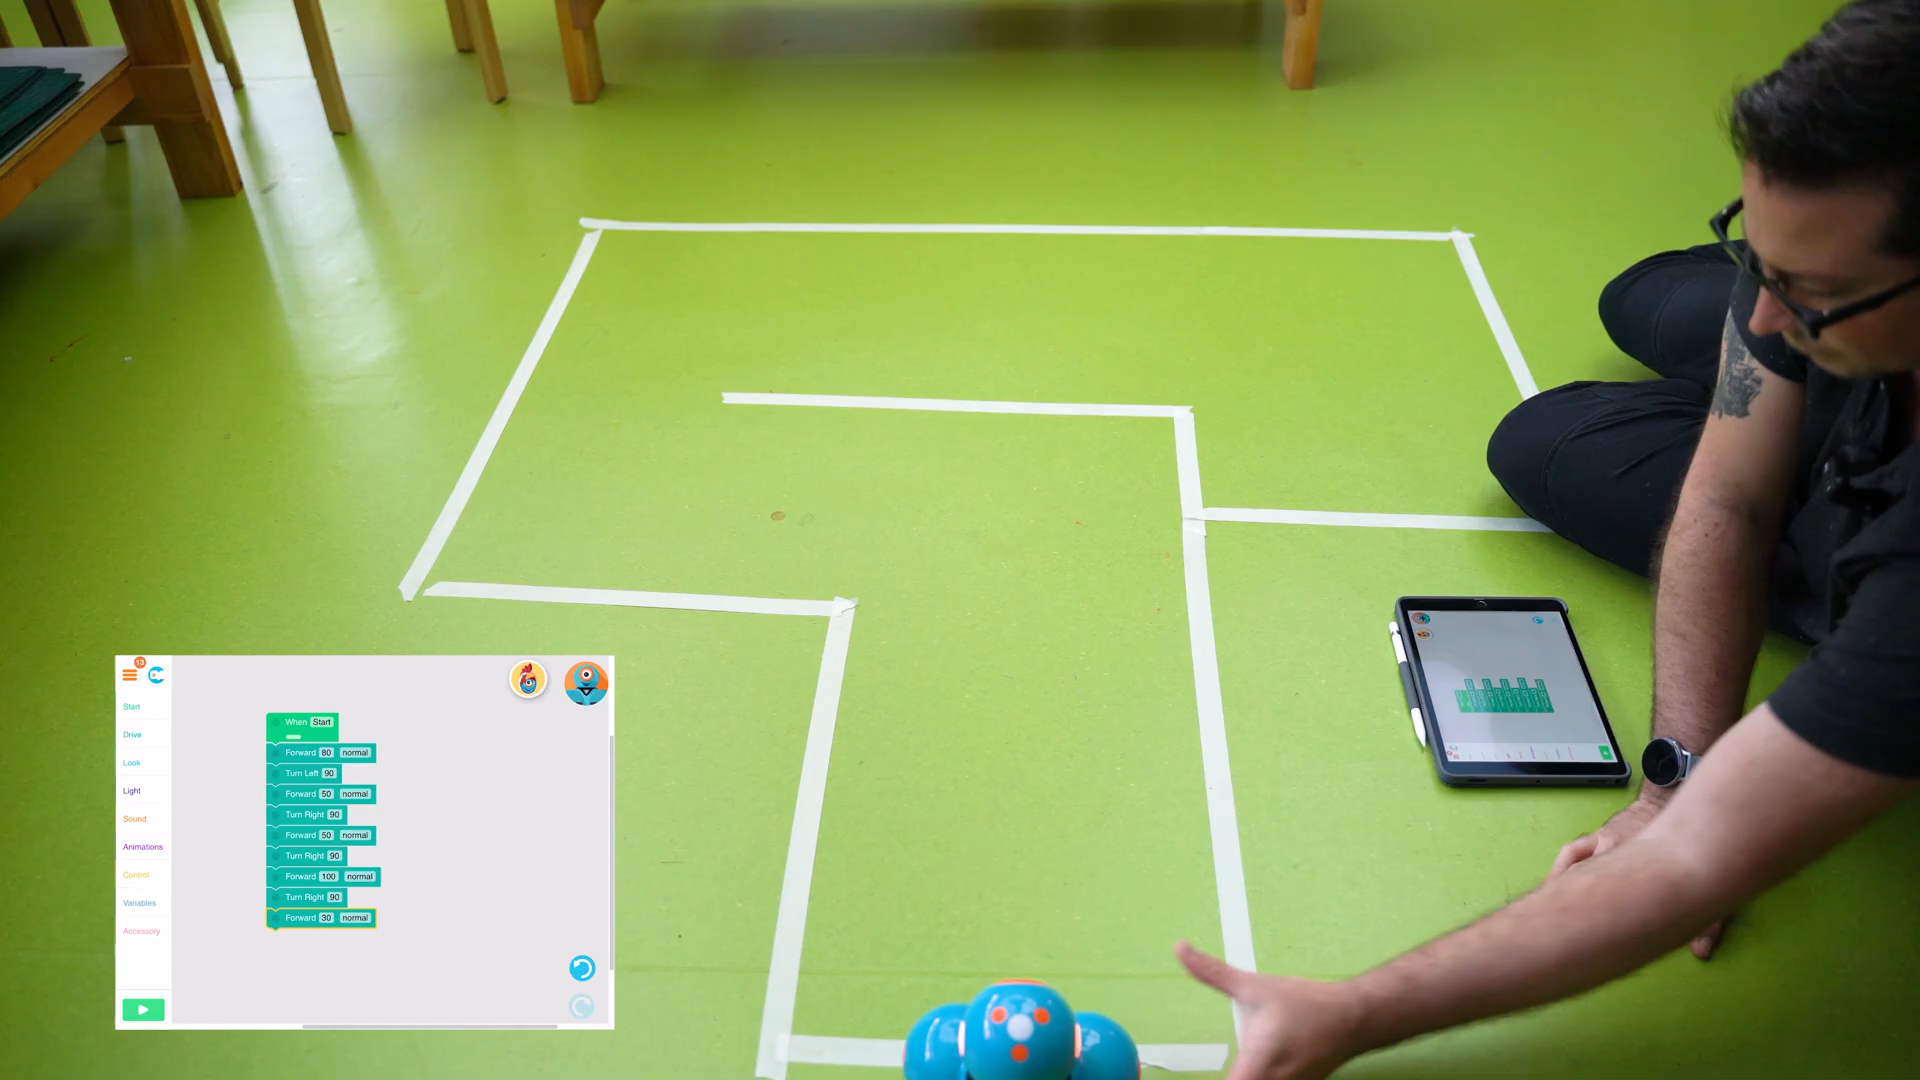 13
Start
Drive
Look
Light
Sound
Animations
Control
Variables
Accessory
When Start
Forward 80 normal
Turn Left 90
Forward 50 normal
Turn Right 90
Forward 50 normal
Turn Right 90
Forward 100 normal
Turn Right 90
Forward 30 normal